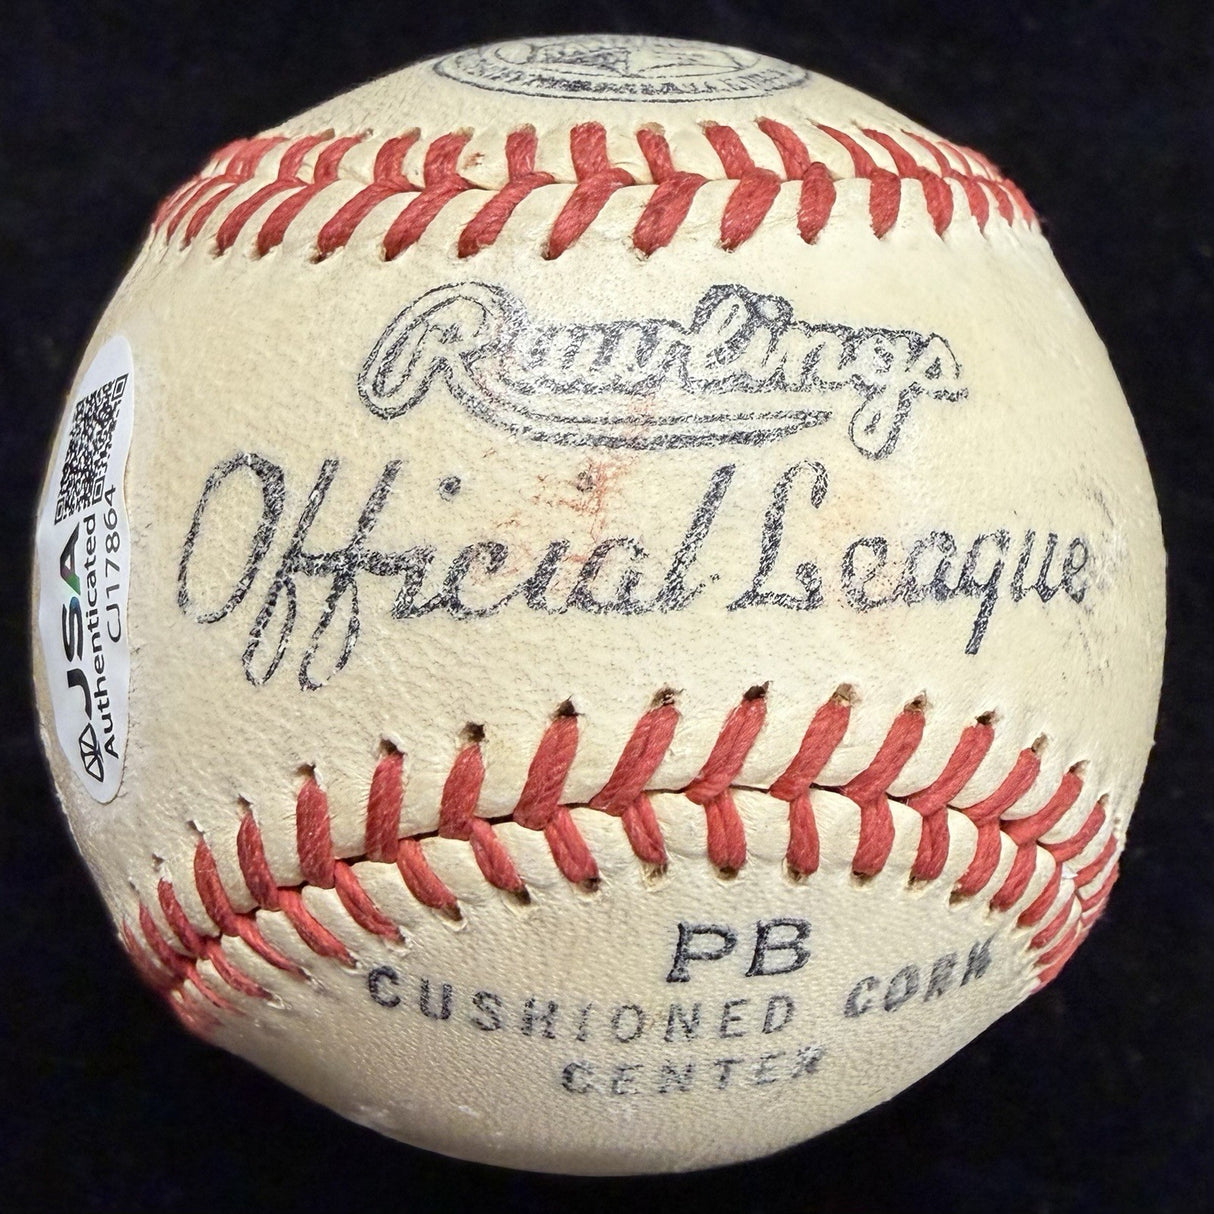 Rawlings
Official League
PB
CUSHIONED CORK
CENTER
JSA
Authenticated
CJ17864